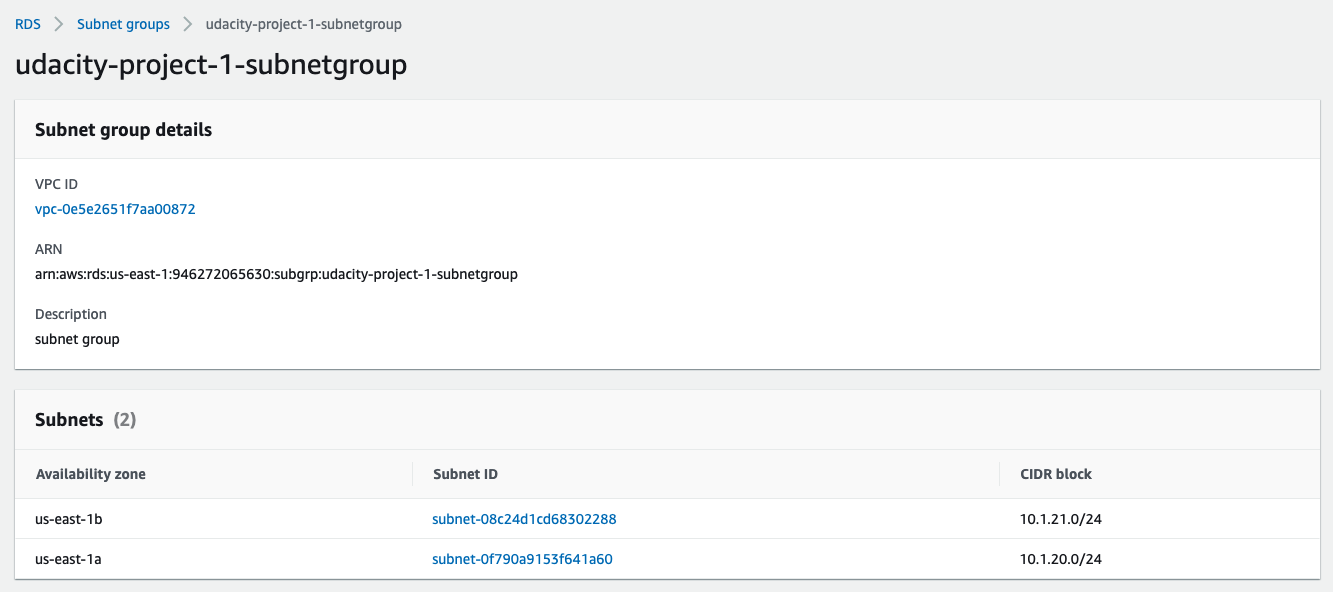 RDS > Subnet groups > udacity-project-1-subnetgroup
udacity-project-1-subnetgroup
Subnet group details
VPC ID
vpc-0e5e2651f7aa00872
ARN
arn:aws:rds:us-east-1:946272065630:subgrp:udacity-project-1-subnetgroup
Description
subnet group
Subnets (2)
Availability zone Subnet ID CIDR block
us-east-1b subnet-08c24d1cd68302288 10.1.21.0/24
us-east-1a subnet-0f790a9153f641a60 10.1.20.0/24